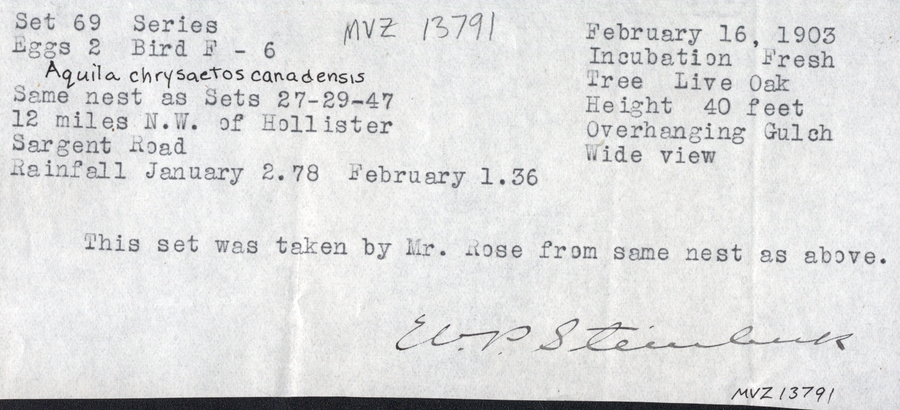 MVZ 13791
Set 69 Series
Eggs 2 Bird F - 6
Aquila chrysaetos canadensis
Same nest as Sets 27-29-47
12 miles N.W. of Hollister
Sargent Road
Rainfall January 2.78 February 1.36
February 16, 1903
Incubation Fresh
Tree Live Oak
Height 40 feet
Overhanging Gulch
Wide view
This set was taken by Mr. Rose from same nest as above.
W.P. Steinbeck
MVZ 13791